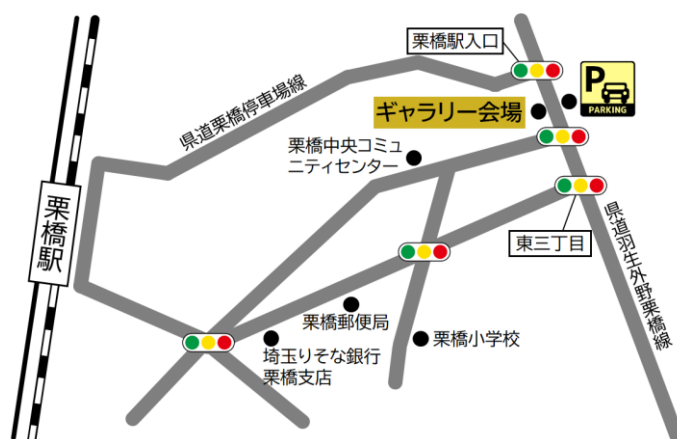 栗橋駅入口
P
PARKING
ギャラリー会場
県道栗橋停車場線
栗橋中央コミュ
ニティセンター
栗橋駅
東三丁目
県道羽生外野栗橋線
栗橋郵便局
栗橋小学校
埼玉りそな銀行
栗橋支店